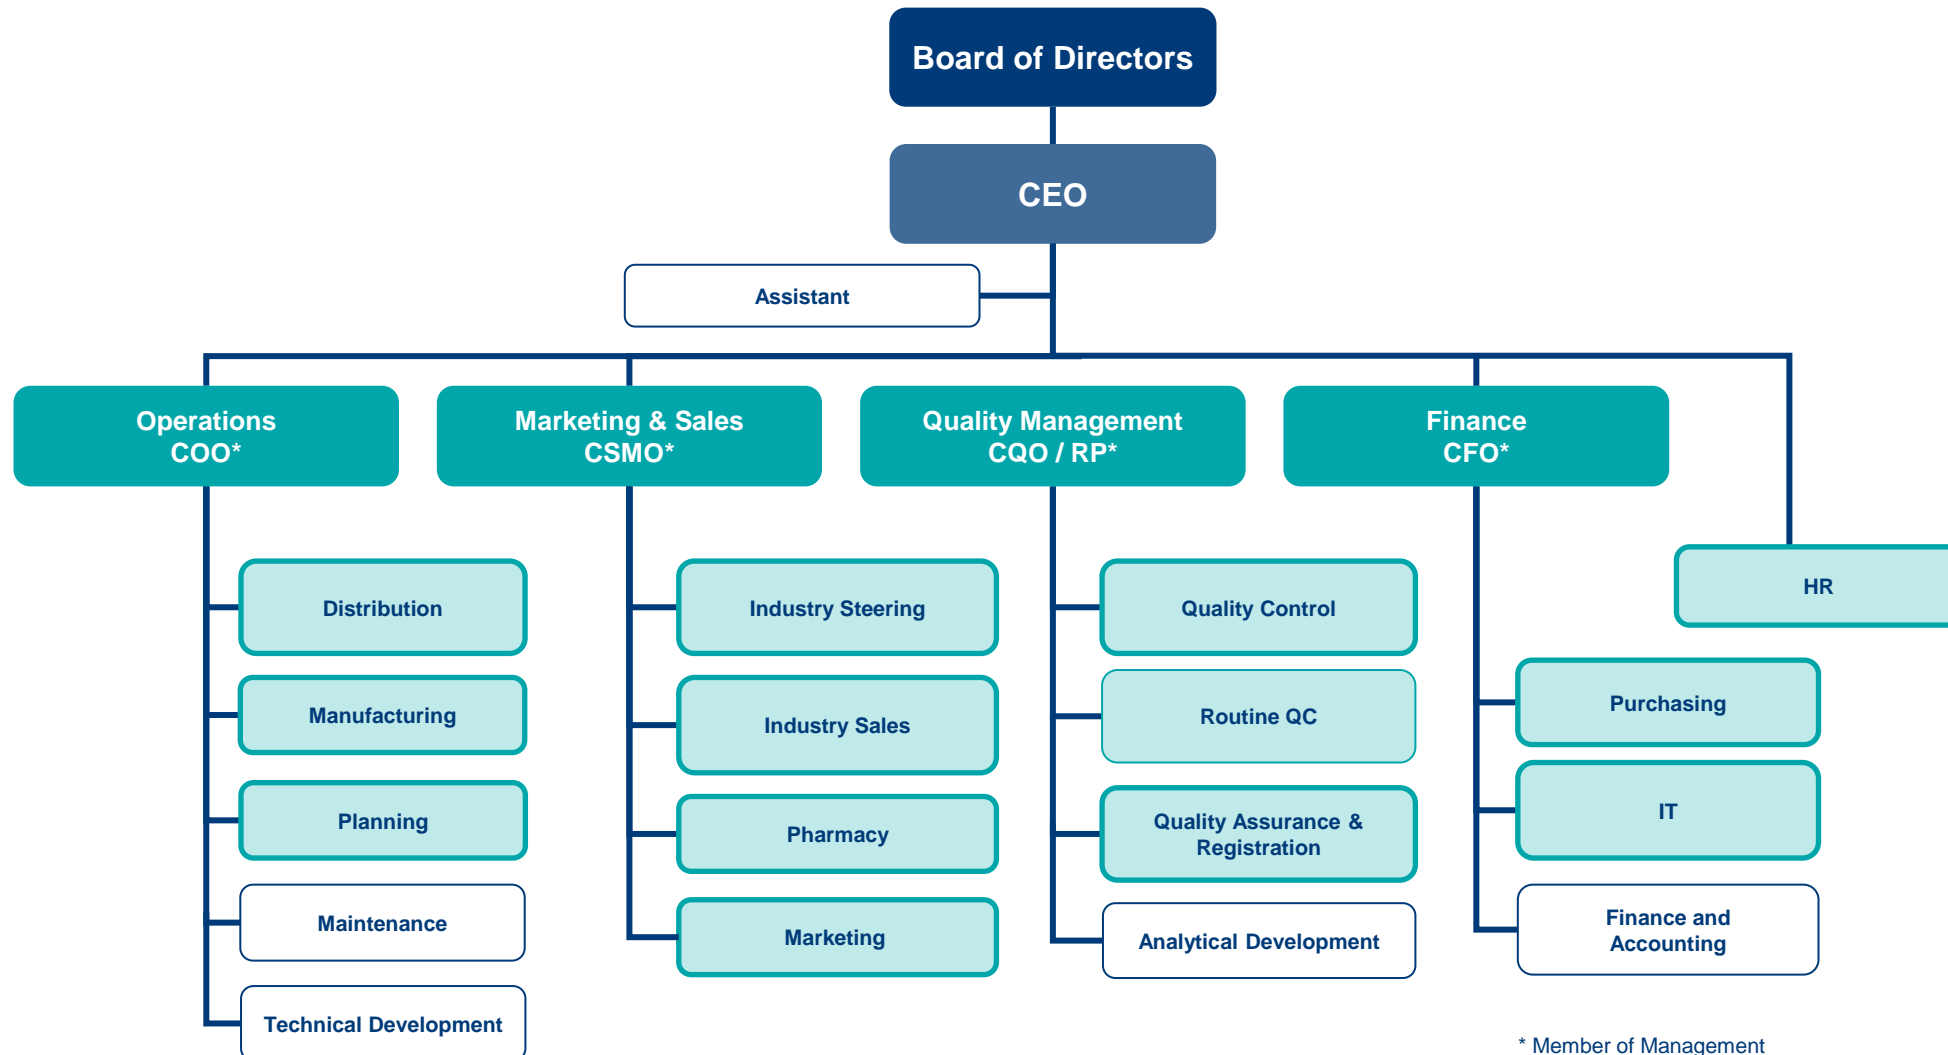 Board of Directors
CEO
Assistant
Operations
COO*
Marketing & Sales
CSMO*
Quality Management
CQO / RP*
Finance
CFO*
Distribution
Manufacturing
Planning
Maintenance
Technical Development
Industry Steering
Industry Sales
Pharmacy
Marketing
Quality Control
Routine QC
Quality Assurance &
Registration
Analytical Development
HR
Purchasing
IT
Finance and
Accounting
* Member of Management